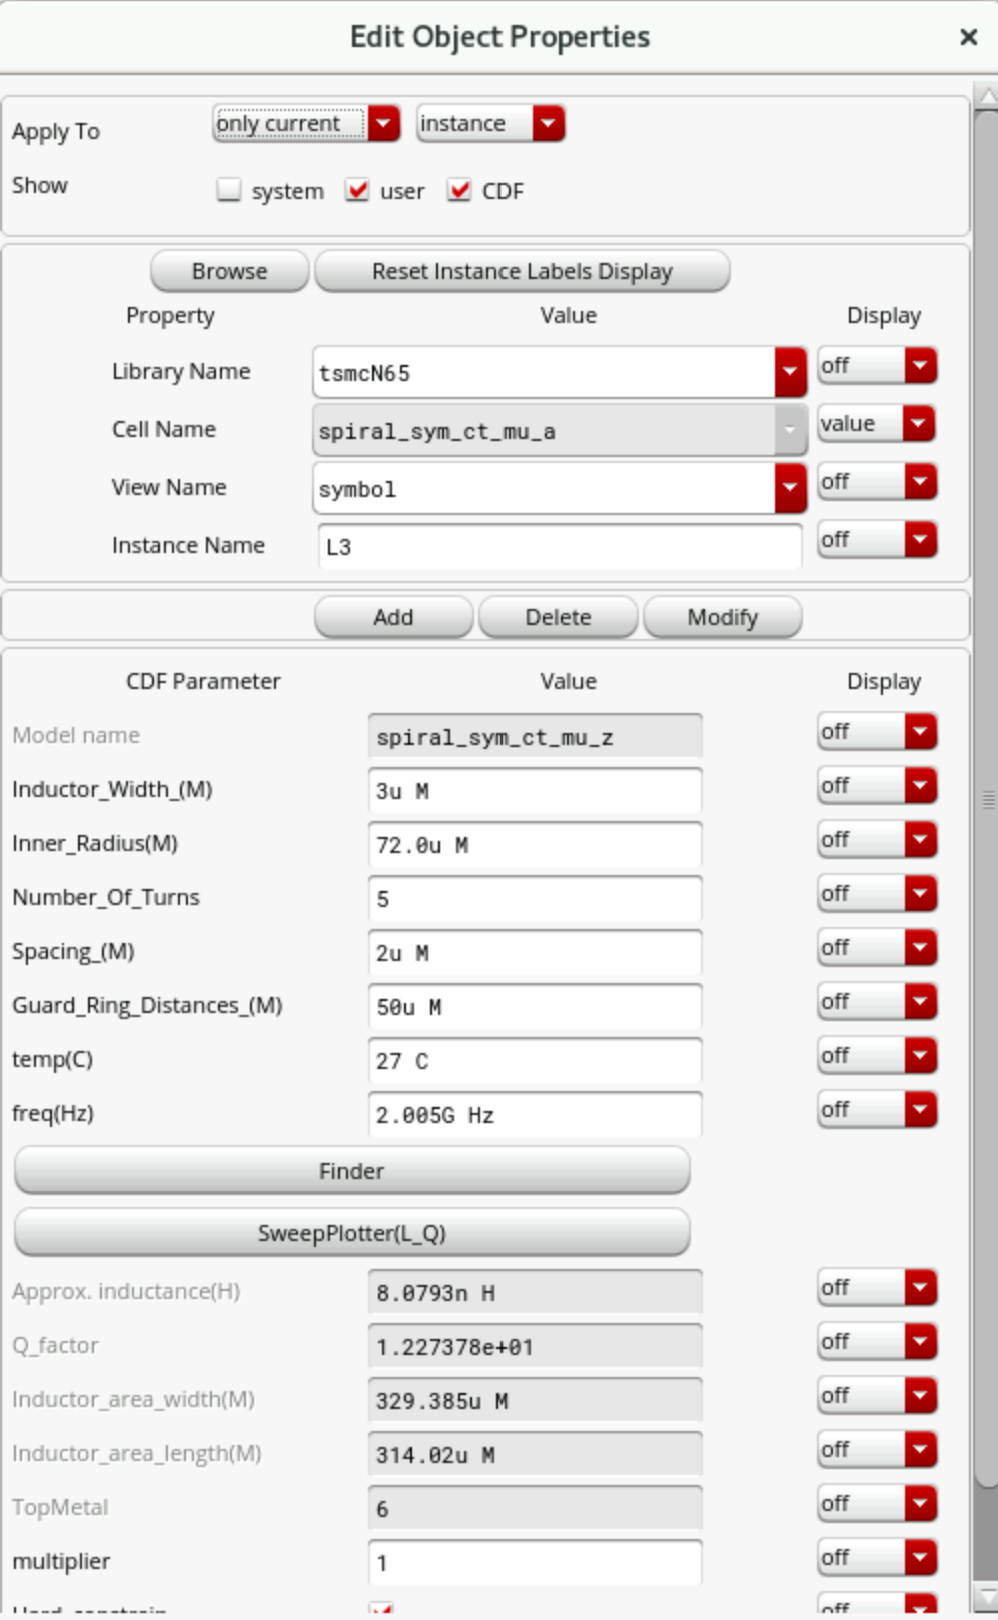 Edit Object Properties
Apply To only current instance
Show system user CDF
Browse Reset Instance Labels Display
Property Value Display
Library Name tsmcN65 off
Cell Name spiral_sym_ct_mu_a value
View Name symbol off
Instance Name L3 off
Add Delete Modify
CDF Parameter Value Display
Model name spiral_sym_ct_mu_z off
Inductor_Width_(M) 3u M off
Inner_Radius(M) 72.0u M off
Number_Of_Turns 5 off
Spacing_(M) 2u M off
Guard_Ring_Distances_(M) 50u M off
temp(C) 27 C off
freq(Hz) 2.005G Hz off
Finder
SweepPlotter(L_Q)
Approx. inductance(H) 8.0793n H off
Q_factor 1.227378e+01 off
Inductor_area_width(M) 329.385u M off
Inductor_area_length(M) 314.02u M off
TopMetal 6 off
multiplier 1 off
Hard_constrain off